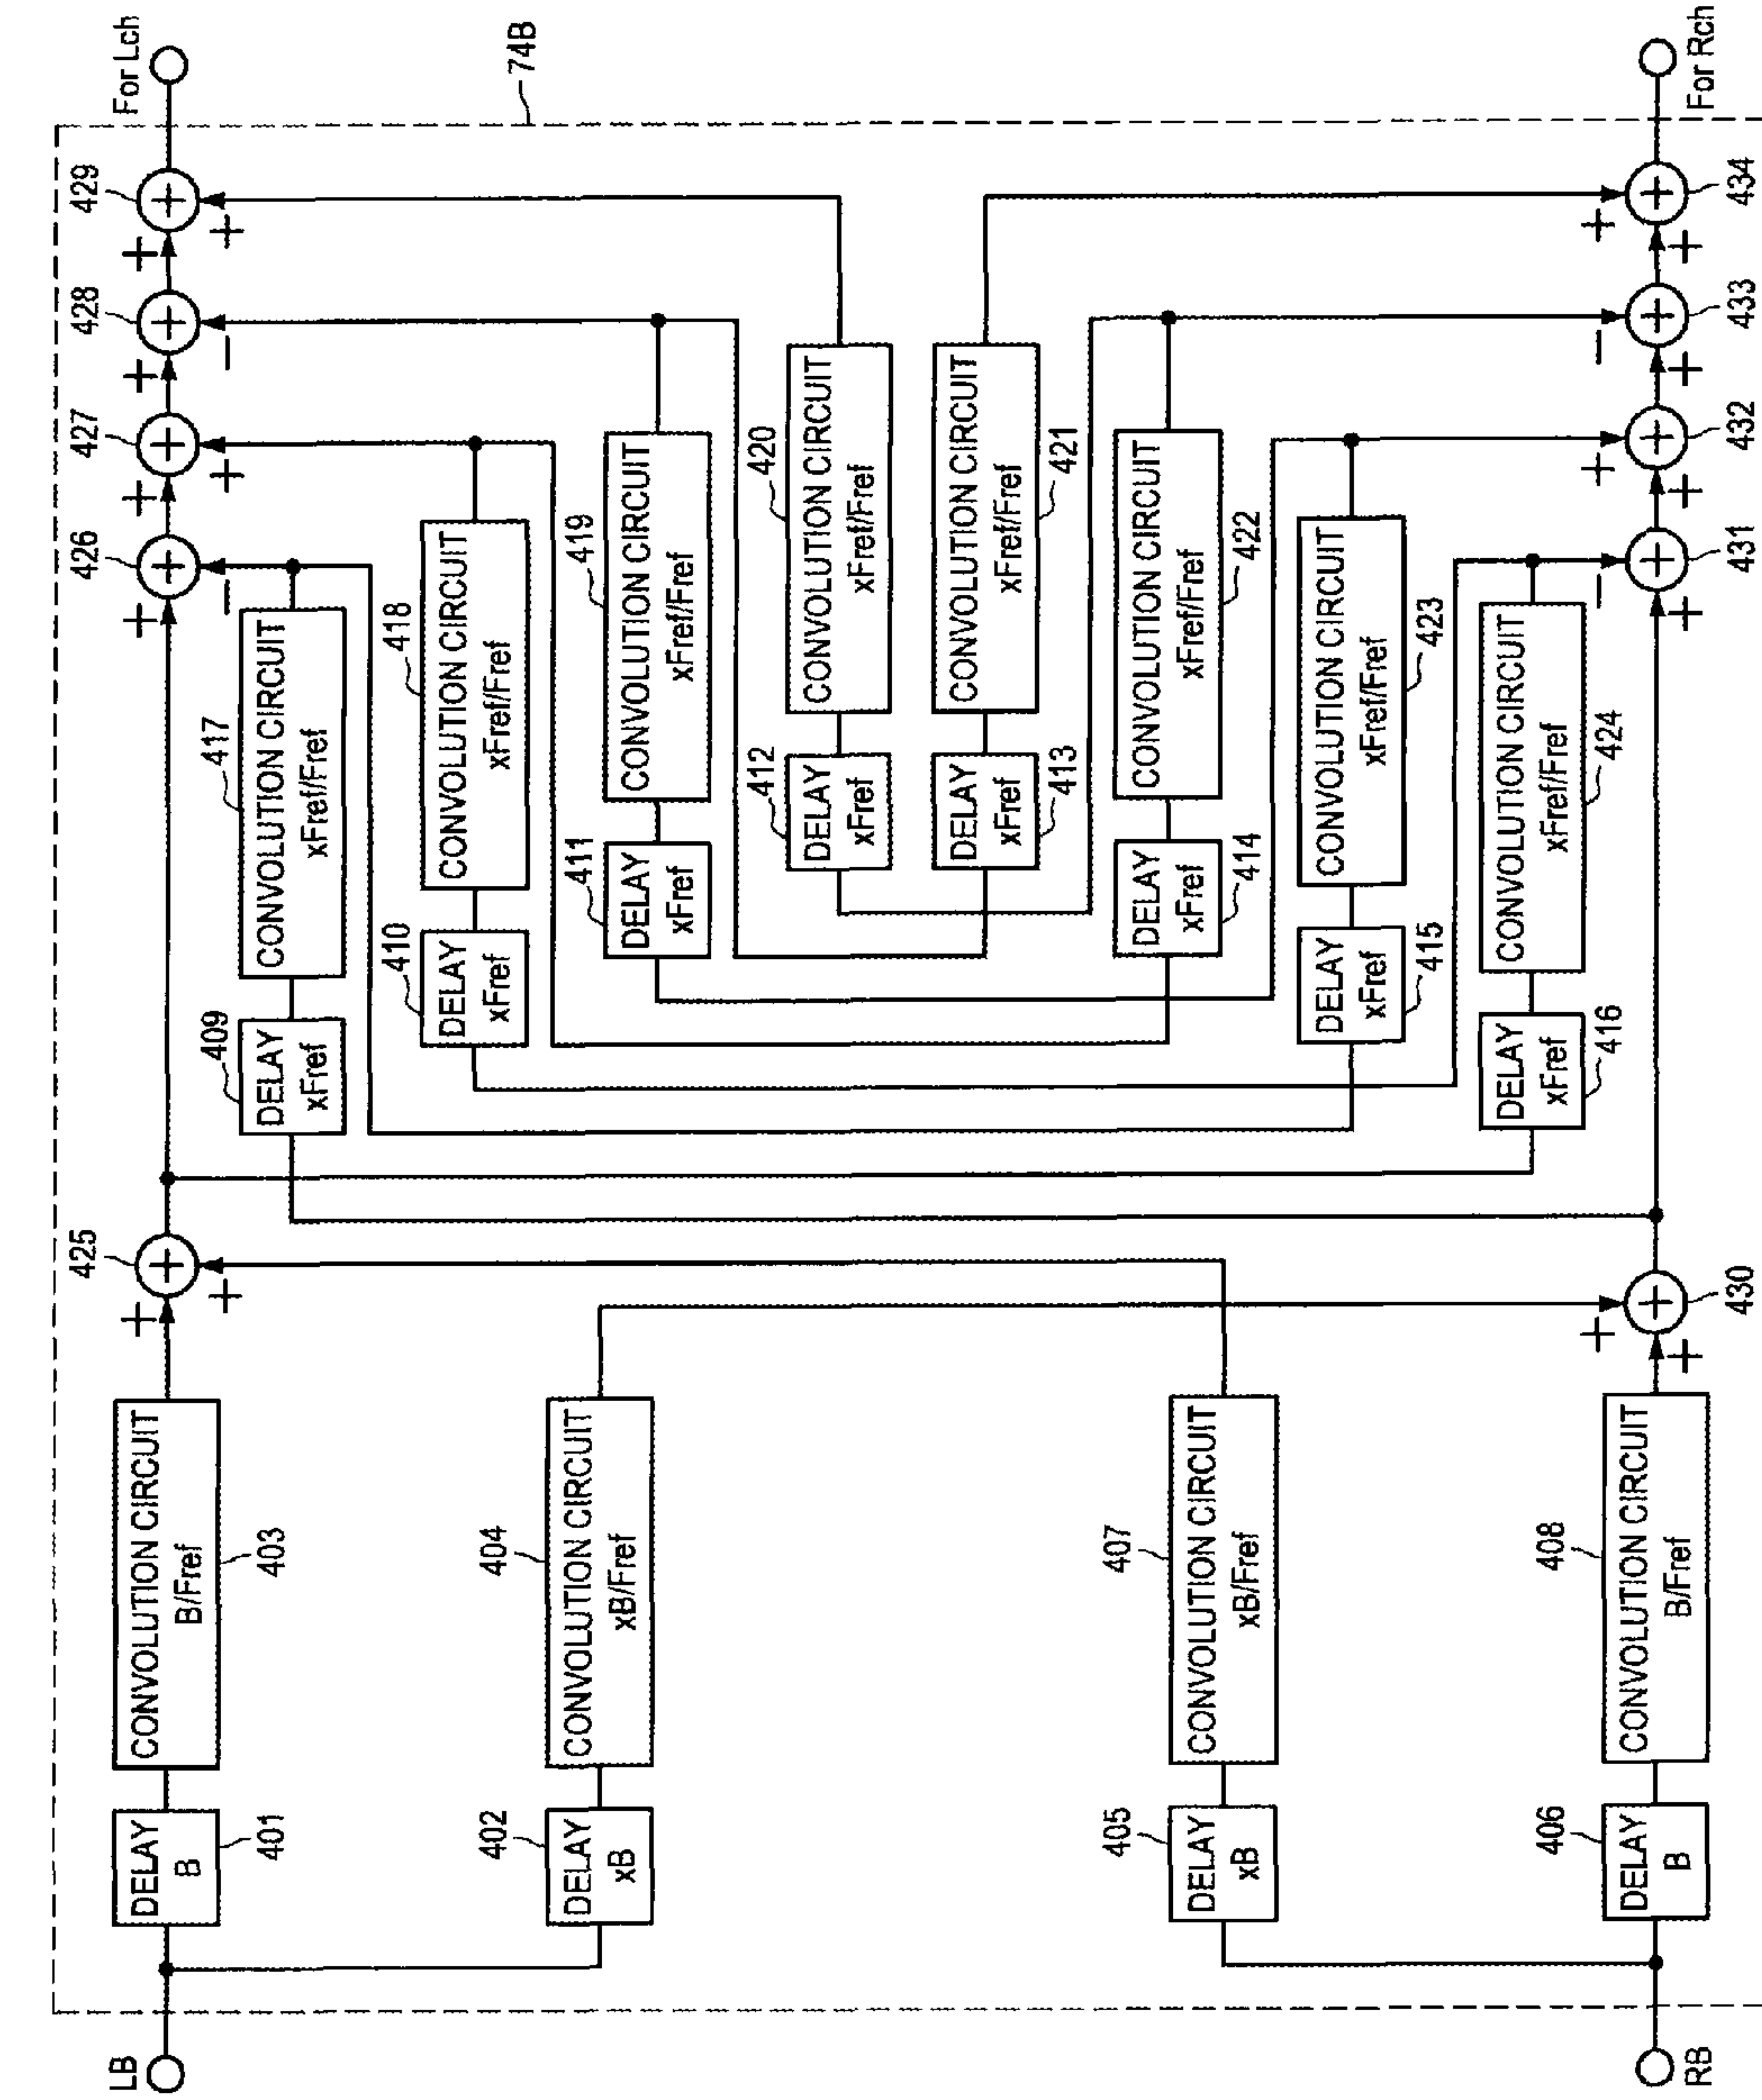 LB
DELAY
B
401
CONVOLUTION CIRCUIT
B/Fref
403
425
+
+
+
426
+
+
−
427
+
+
+
428
+
+
−
429
+
+
+
For Lch
74B
DELAY
xB
402
CONVOLUTION CIRCUIT
xB/Fref
404
409
DELAY
xFref
417
CONVOLUTION CIRCUIT
xFref/Fref
410
DELAY
xFref
418
CONVOLUTION CIRCUIT
xFref/Fref
411
DELAY
xFref
419
CONVOLUTION CIRCUIT
xFref/Fref
412
DELAY
xFref
420
CONVOLUTION CIRCUIT
xFref/Fref
DELAY
xFref
413
CONVOLUTION CIRCUIT
xFref/Fref
421
DELAY
xFref
414
CONVOLUTION CIRCUIT
xFref/Fref
422
DELAY
xFref
415
CONVOLUTION CIRCUIT
xFref/Fref
423
DELAY
xFref
416
CONVOLUTION CIRCUIT
xFref/Fref
424
405
DELAY
xB
407
CONVOLUTION CIRCUIT
xB/Fref
RB
406
DELAY
B
408
CONVOLUTION CIRCUIT
B/Fref
+
+
+
430
−
+
+
431
+
+
+
432
−
+
+
433
+
+
+
434
For Rch